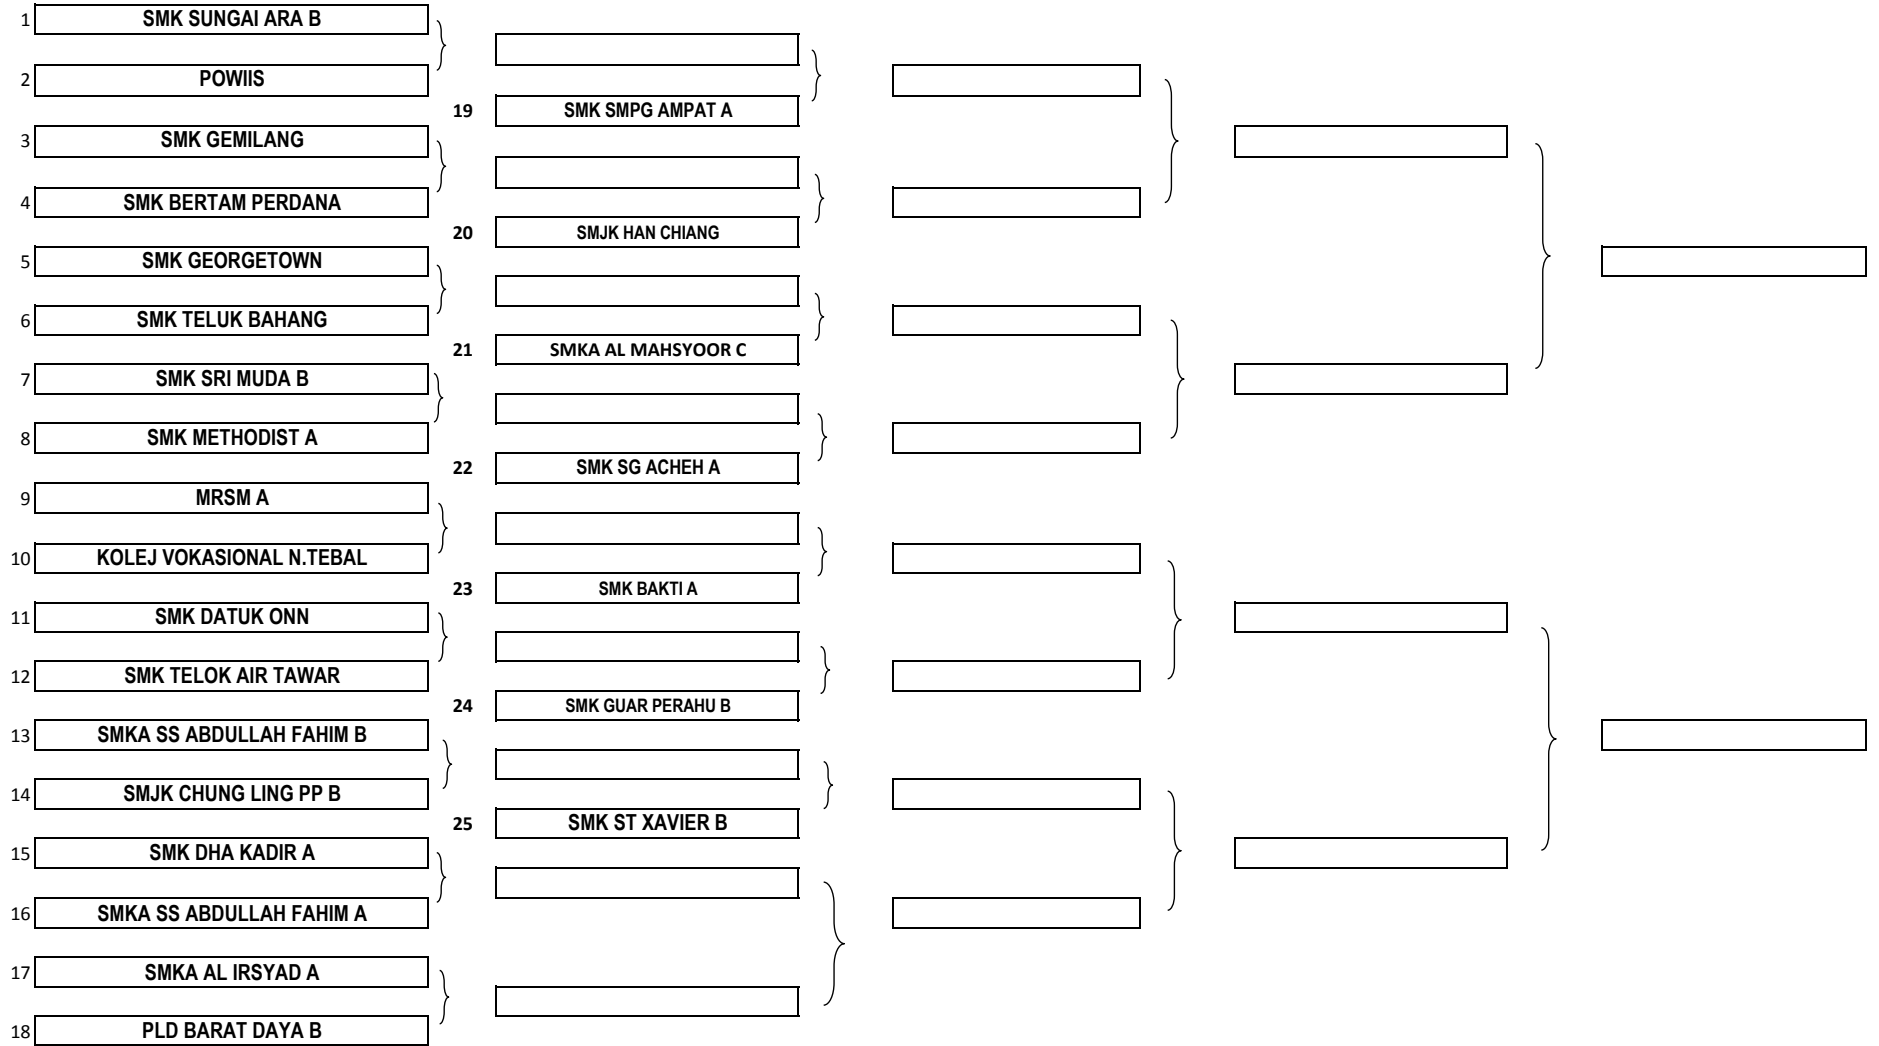 1 SMK SUNGAI ARA B
2 POWIIS
19 SMK SMPG AMPAT A
3 SMK GEMILANG
4 SMK BERTAM PERDANA
20 SMJK HAN CHIANG
5 SMK GEORGETOWN
6 SMK TELUK BAHANG
21 SMKA AL MAHSYOOR C
7 SMK SRI MUDA B
8 SMK METHODIST A
22 SMK SG ACHEH A
9 MRSM A
10 KOLEJ VOKASIONAL N.TEBAL
23 SMK BAKTI A
11 SMK DATUK ONN
12 SMK TELOK AIR TAWAR
24 SMK GUAR PERAHU B
13 SMKA SS ABDULLAH FAHIM B
14 SMJK CHUNG LING PP B
25 SMK ST XAVIER B
15 SMK DHA KADIR A
16 SMKA SS ABDULLAH FAHIM A
17 SMKA AL IRSYAD A
18 PLD BARAT DAYA B